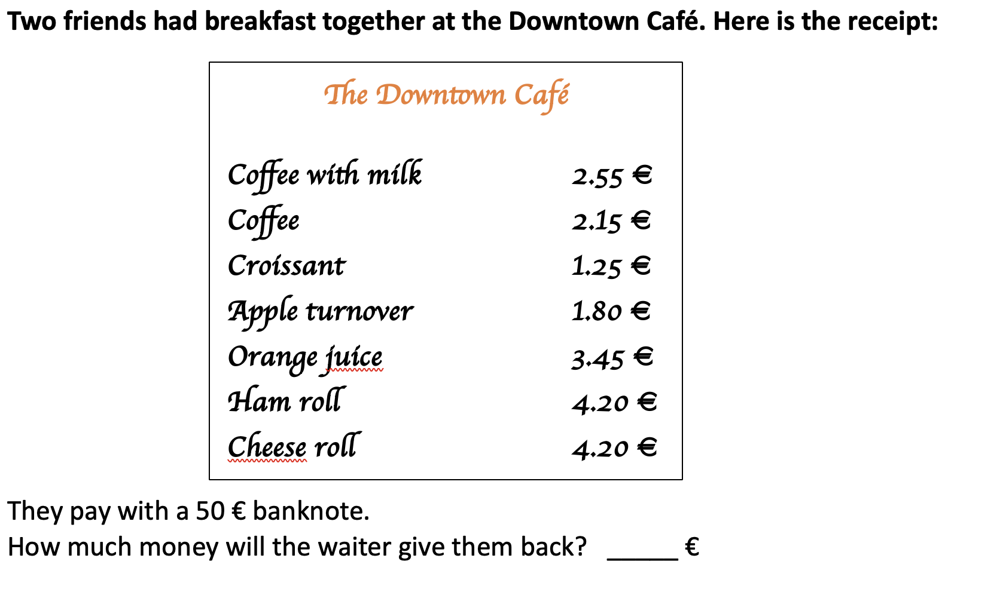 Two friends had breakfast together at the Downtown Café. Here is the receipt:
The Downtown Café
Coffee with milk 2.55 €
Coffee 2.15 €
Croissant 1.25 €
Apple turnover 1.80 €
Orange juice 3.45 €
Ham roll 4.20 €
Cheese roll 4.20 €
They pay with a 50 € banknote.
How much money will the waiter give them back? _____ €